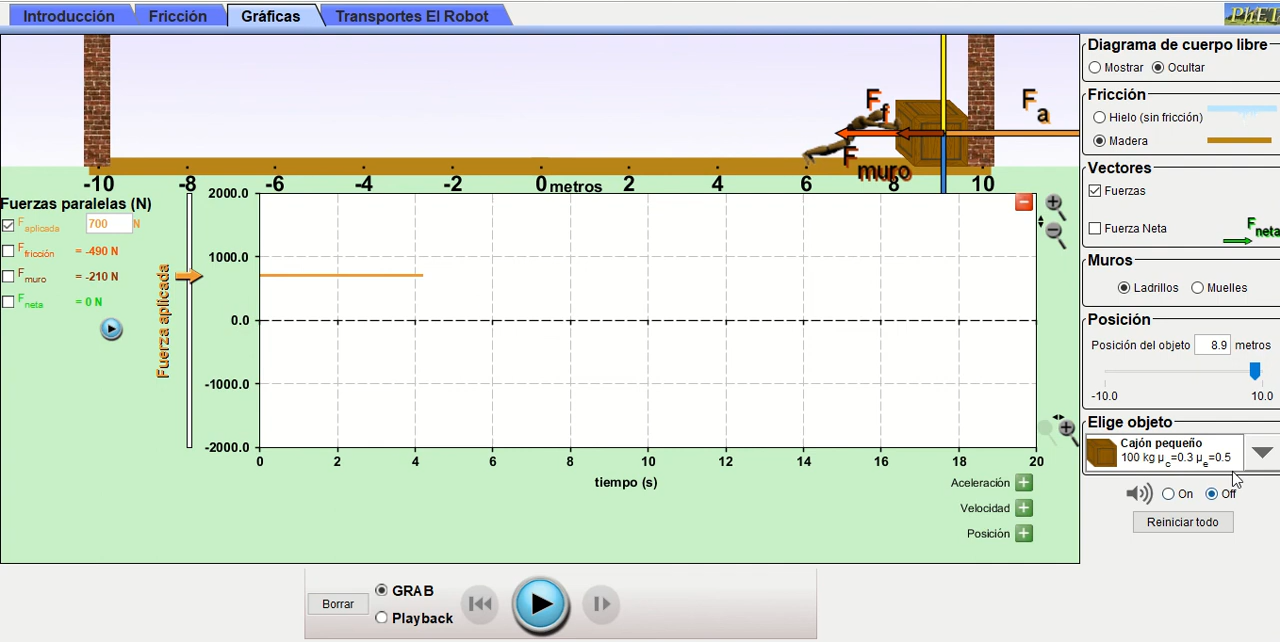 Introducción
Fricción
Gráficas
Transportes El Robot
PhET
Diagrama de cuerpo libre
Mostrar
Ocultar
Fricción
Hielo (sin fricción)
Madera
Vectores
Fuerzas
Fuerza Neta
Fneta
Muros
Ladrillos
Muelles
Posición
Posición del objeto 8.9 metros
-10.0 10.0
Elige objeto
Cajón pequeño
100 kg μc=0.3 μe=0.5
On
Off
Reiniciar todo
Ff
Fa
Fmuro
-10 -8 -6 -4 -2 0 metros 2 4 6 8 10
Fuerzas paralelas (N)
Faplicada 700 N
Ffricción = -490 N
Fmuro = -210 N
Fneta = 0 N
Fuerza aplicada
2000.0
1000.0
0.0
-1000.0
-2000.0
0 2 4 6 8 10 12 14 16 18 20
tiempo (s)
Aceleración
Velocidad
Posición
Borrar
GRAB
Playback